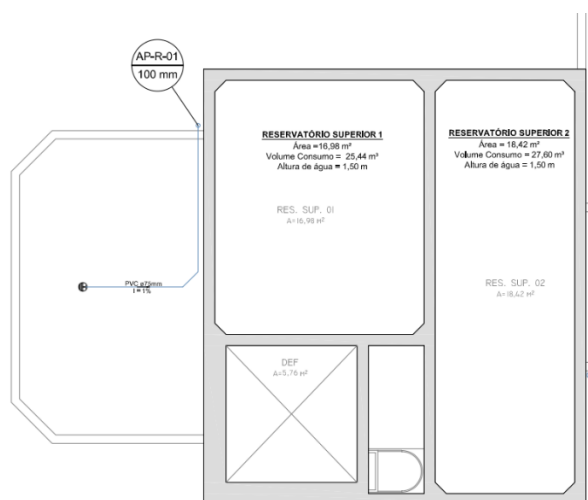 AP-R-01
100 mm
RESERVATÓRIO SUPERIOR 1
Área =16,98 m²
Volume Consumo = 25,44 m³
Altura de água = 1,50 m
RES. SUP. 01
A=16,98 M²
RESERVATÓRIO SUPERIOR 2
Área = 18,42 m²
Volume Consumo = 27,60 m³
Altura de água = 1,50 m
RES. SUP. 02
A=18,42 M²
PVC ø75mm
I = 1%
DEF
A=5.76 M²